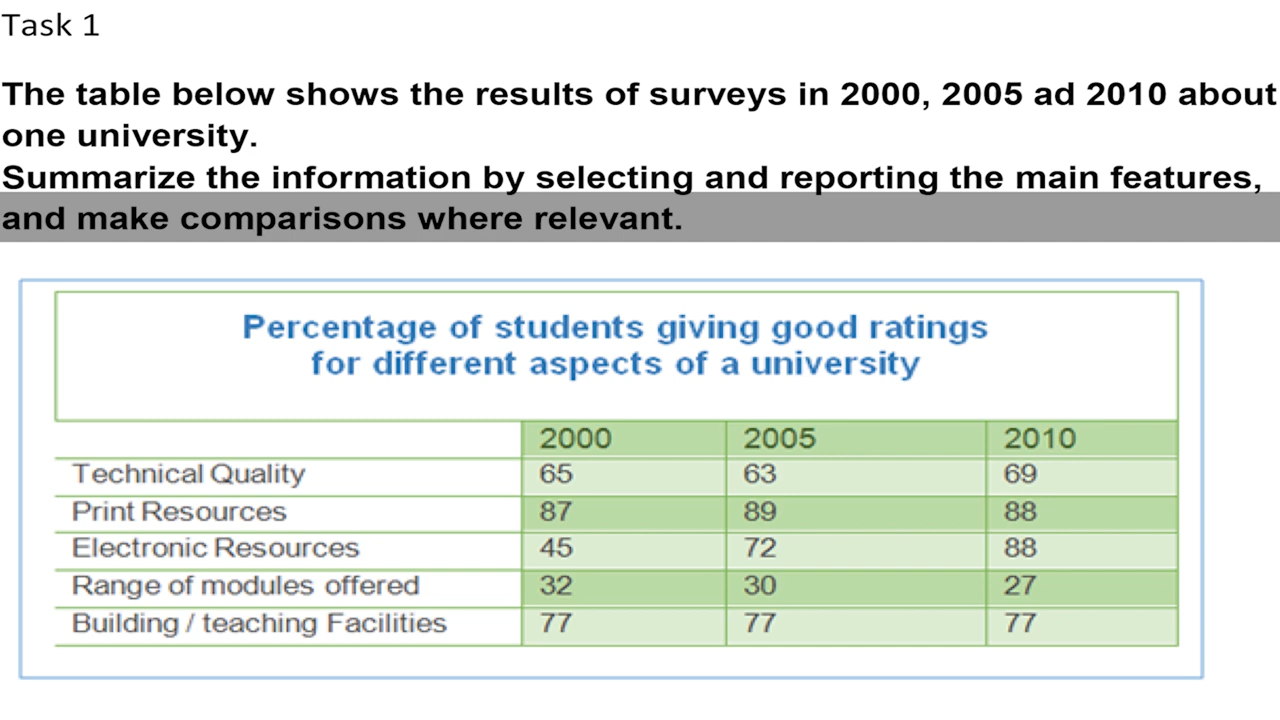 Task 1
The table below shows the results of surveys in 2000, 2005 ad 2010 about
one university.
Summarize the information by selecting and reporting the main features,
and make comparisons where relevant.
Percentage of students giving good ratings
for different aspects of a university
2000 2005 2010
Technical Quality 65 63 69
Print Resources 87 89 88
Electronic Resources 45 72 88
Range of modules offered 32 30 27
Building / teaching Facilities 77 77 77